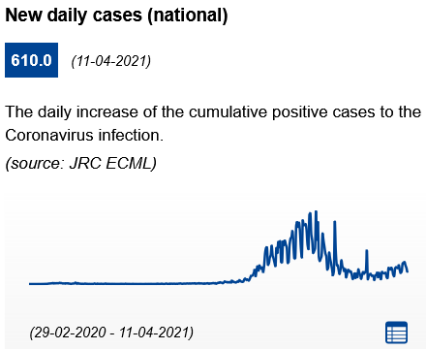 New daily cases (national)
610.0 (11-04-2021)
The daily increase of the cumulative positive cases to the
Coronavirus infection.
(source: JRC ECML)
(29-02-2020 - 11-04-2021)